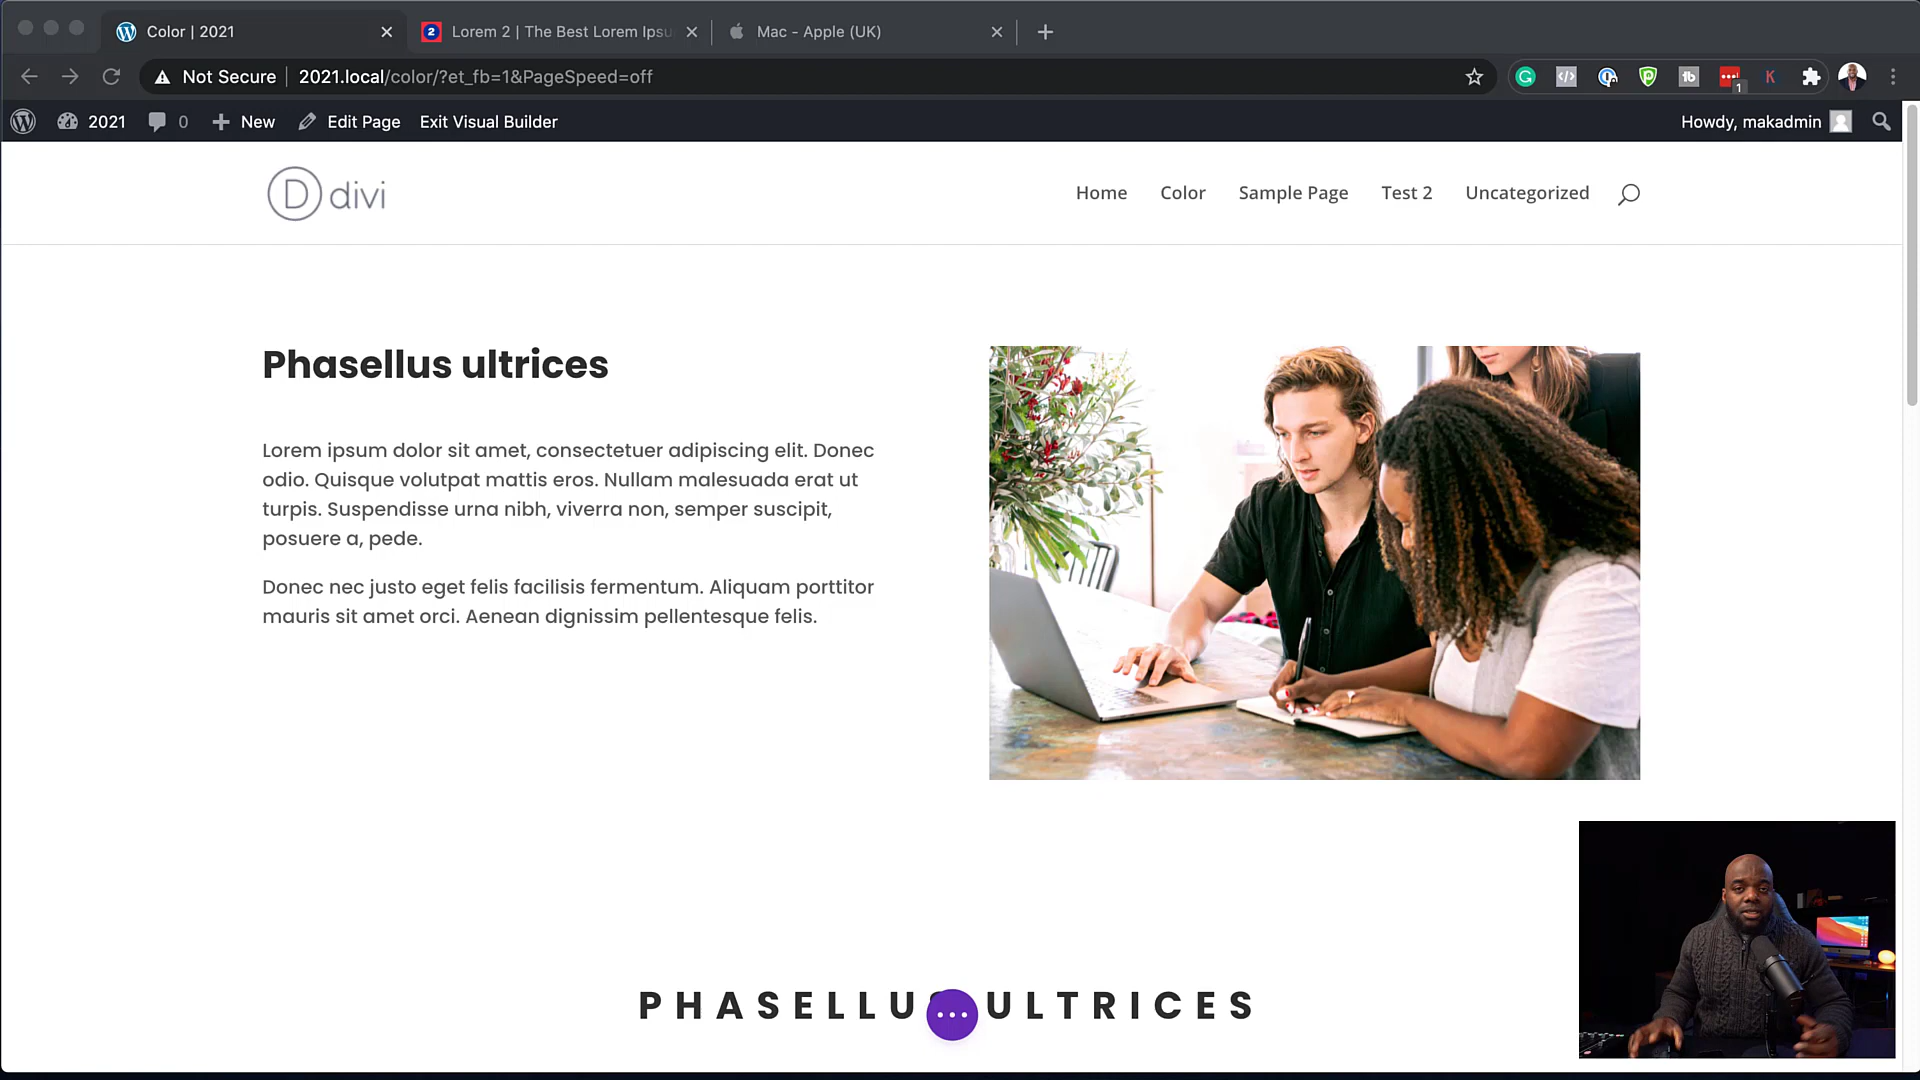 Color | 2021
2 Lorem 2 | The Best Lorem Ipsu
Mac - Apple (UK)
Not Secure 2021.local/color/?et_fb=1&PageSpeed=off
1
2021 0 New Edit Page Exit Visual Builder Howdy, makadmin
D divi
Home Color Sample Page Test 2 Uncategorized
Phasellus ultrices
Lorem ipsum dolor sit amet, consectetuer adipiscing elit. Donec
odio. Quisque volutpat mattis eros. Nullam malesuada erat ut
turpis. Suspendisse urna nibh, viverra non, semper suscipit,
posuere a, pede.
Donec nec justo eget felis facilisis fermentum. Aliquam porttitor
mauris sit amet orci. Aenean dignissim pellentesque felis.
PHASELLUS ULTRICES